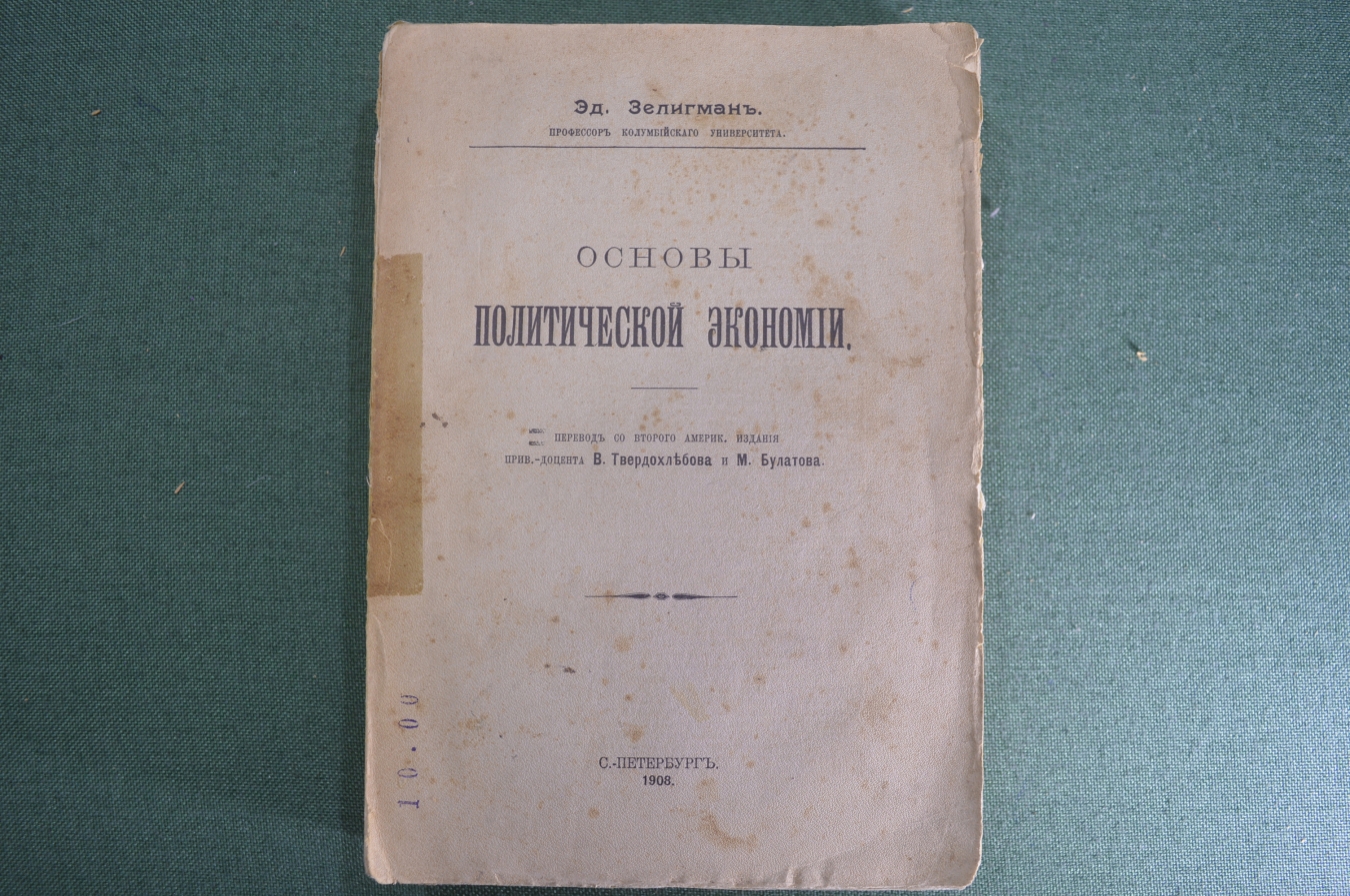 Эд. Зелигманъ.
ПРОФЕССОРЪ КОЛУМБІЙСКАГО УНИВЕРСИТЕТА.
ОСНОВЫ
ПОЛИТИЧЕСКОЙ ЭКОНОМІИ.
ПЕРЕВОДЪ СО ВТОРОГО АМЕРИК. ИЗДАНІЯ
ПРИВ.-ДОЦЕНТА В. Твердохлѣбова и М. Булатова.
С.-ПЕТЕРБУРГЪ.
1908.
10.00